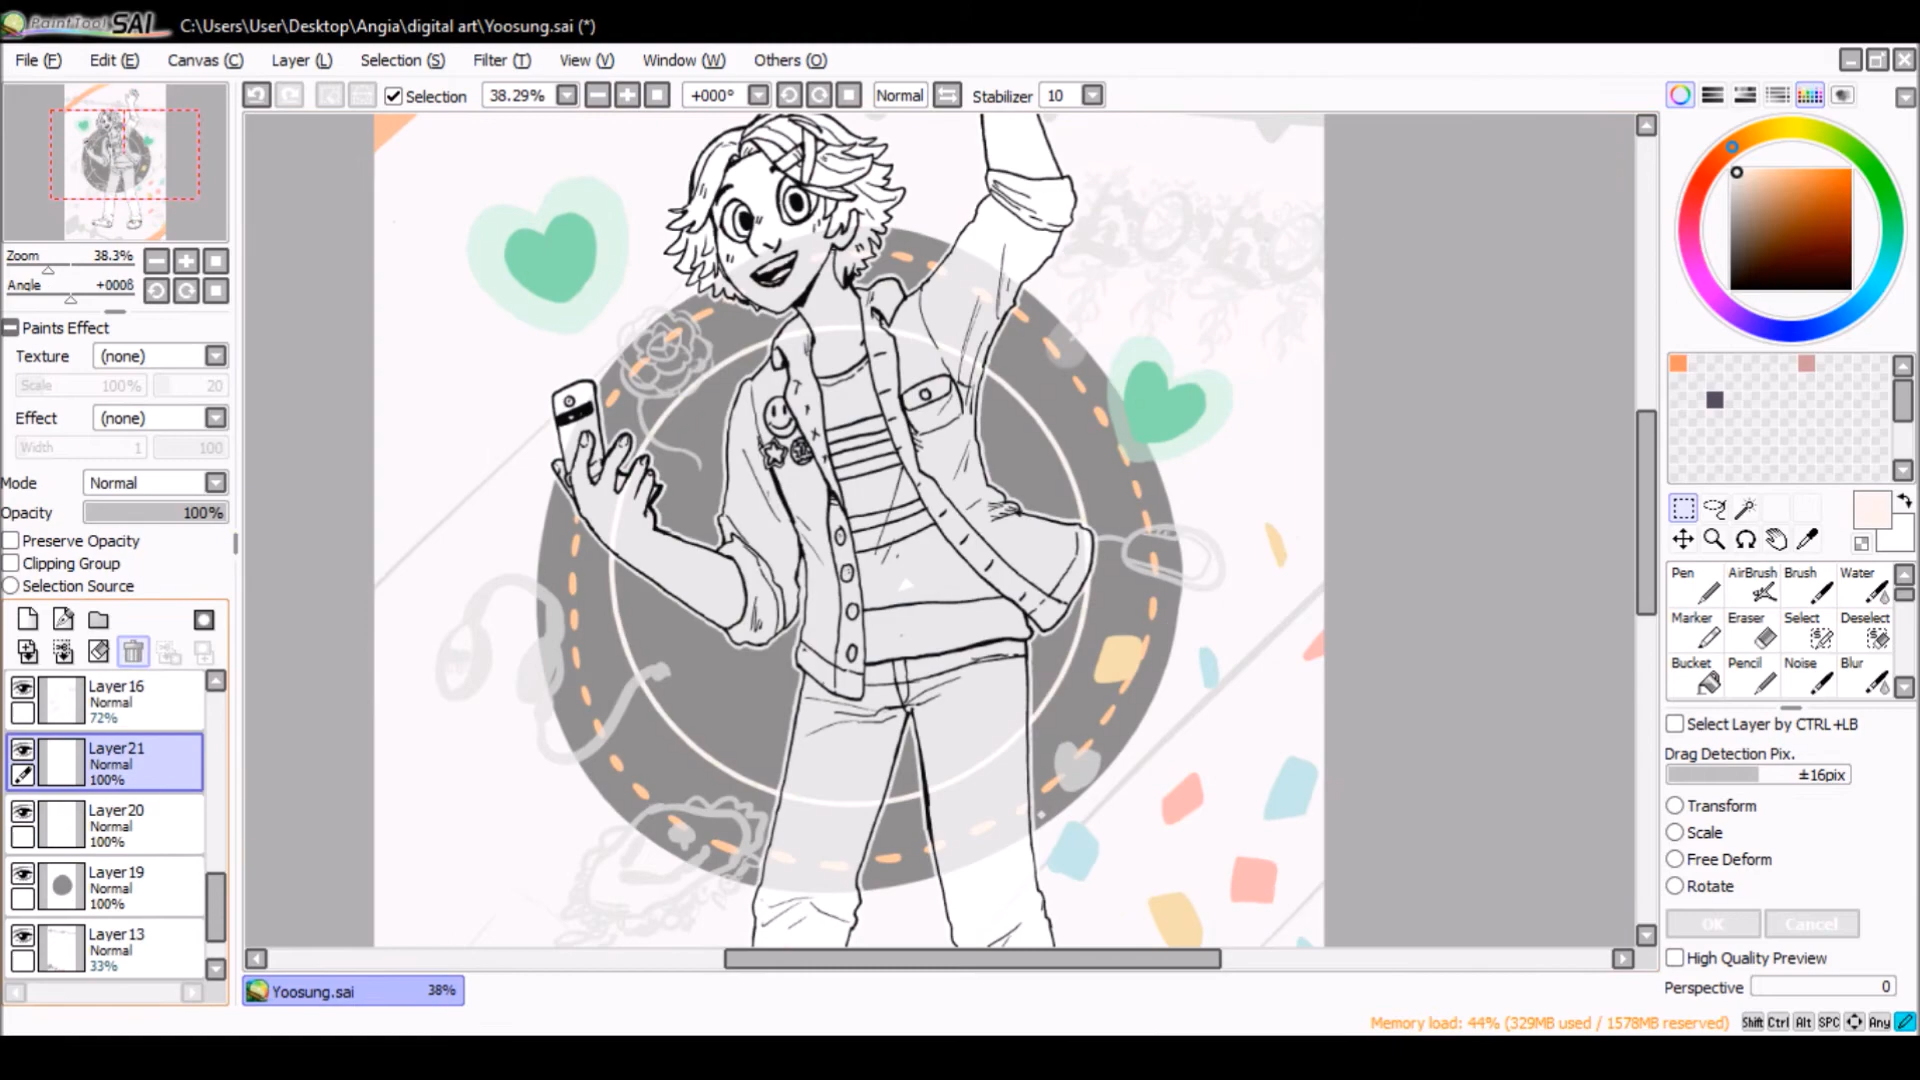 PaintTool SAI C:\Users\User\Desktop\Angia\digital art\Yoosung.sai (*)
File (F) Edit (E) Canvas (C) Layer (L) Selection (S) Filter (T) View (V) Window (W) Others (O)
Selection 38.29% +000° Normal Stabilizer 10
Zoom 38.3%
Angle +000ß
Paints Effect
Texture (none)
Scale 100% 20
Effect (none)
Width 1 100
Mode Normal
Opacity 100%
Preserve Opacity
Clipping Group
Selection Source
Layer16
Normal
72%
Layer21
Normal
100%
Layer20
Normal
100%
Layer19
Normal
100%
Layer13
Normal
33%
Yoosung.sai 38%
Pen AirBrush Brush Water
Marker Eraser Select Deselect
Bucket Pencil Noise Blur
Select Layer by CTRL+LB
Drag Detection Pix.
±16pix
Transform
Scale
Free Deform
Rotate
OK Cancel
High Quality Preview
Perspective 0
Memory load: 44% (329MB used / 1578MB reserved) Shift Ctrl Alt SPC Any